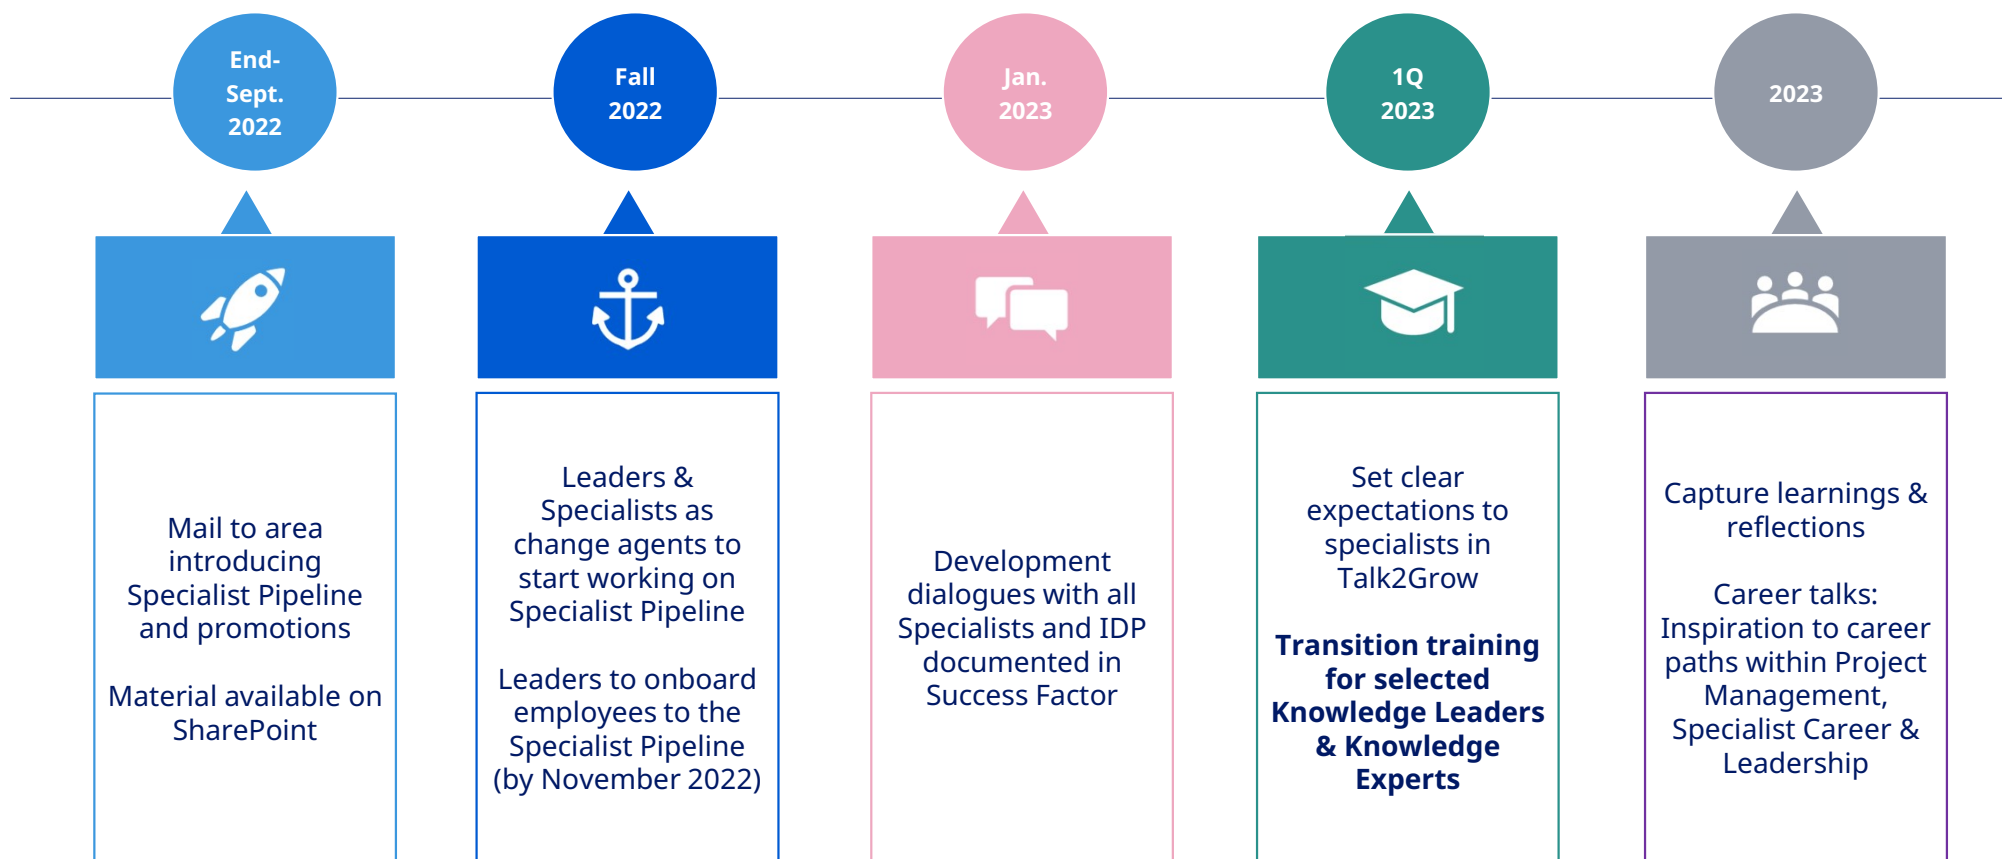 End-
Sept.
2022
Fall
2022
Jan.
2023
1Q
2023
2023
Mail to area
introducing
Specialist Pipeline
and promotions
Material available on
SharePoint
Leaders &
Specialists as
change agents to
start working on
Specialist Pipeline
Leaders to onboard
employees to the
Specialist Pipeline
(by November 2022)
Development
dialogues with all
Specialists and IDP
documented in
Success Factor
Set clear
expectations to
specialists in
Talk2Grow
Transition training
for selected
Knowledge Leaders
& Knowledge
Experts
Capture learnings &
reflections
Career talks:
Inspiration to career
paths within Project
Management,
Specialist Career &
Leadership